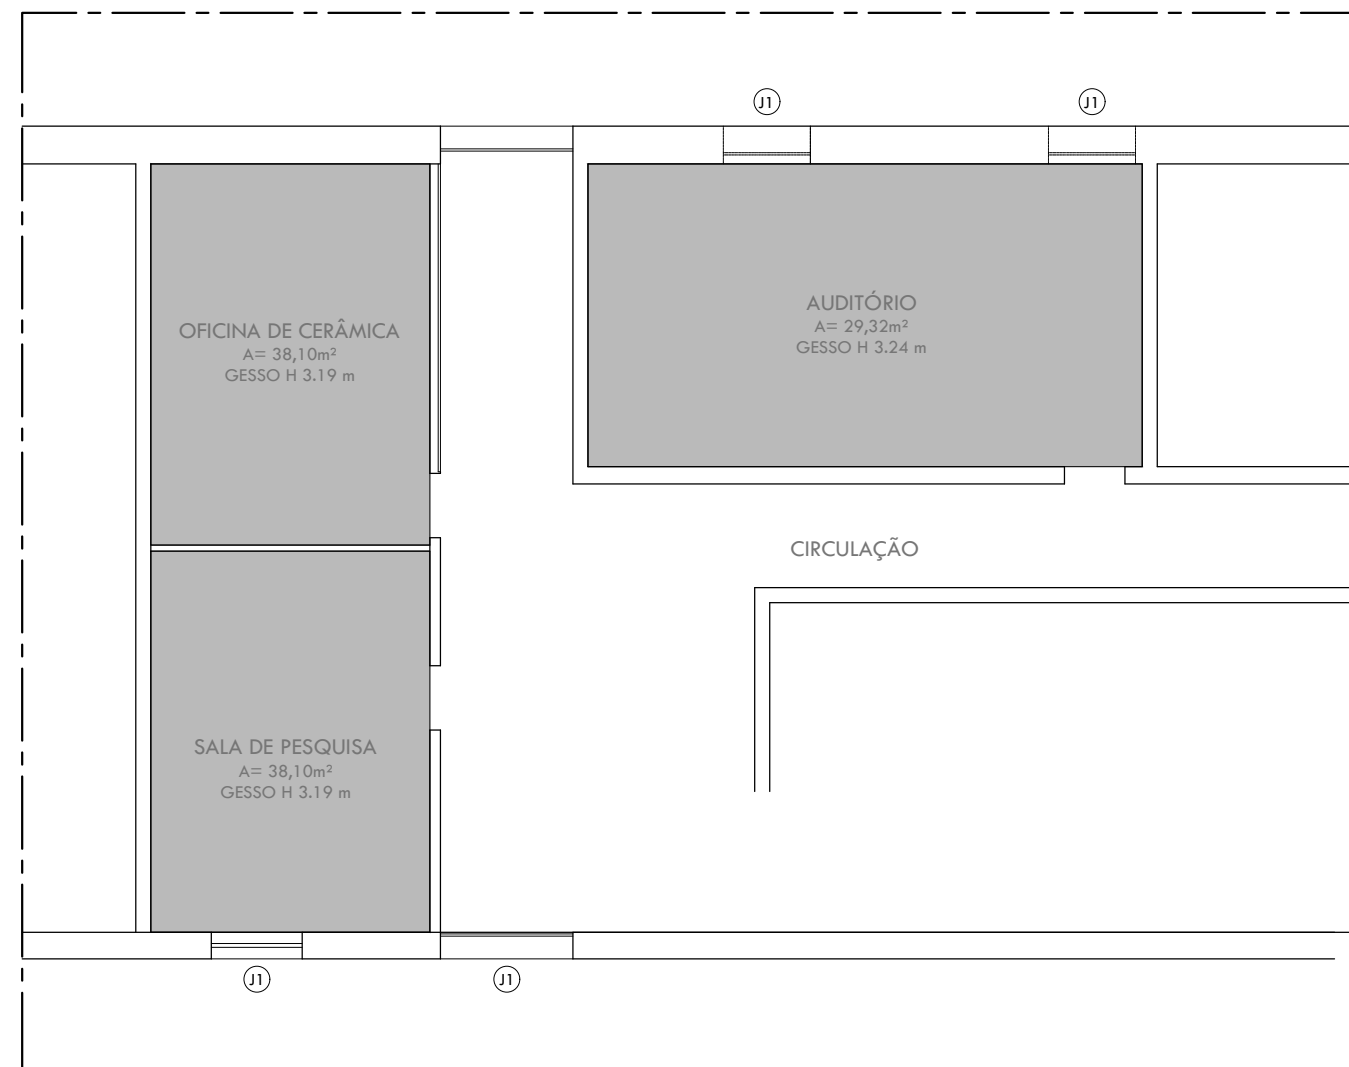 J1
J1
OFICINA DE CERÂMICA
A= 38,10m²
GESSO H 3.19 m
AUDITÓRIO
A= 29,32m²
GESSO H 3.24 m
CIRCULAÇÃO
SALA DE PESQUISA
A= 38,10m²
GESSO H 3.19 m
J1
J1